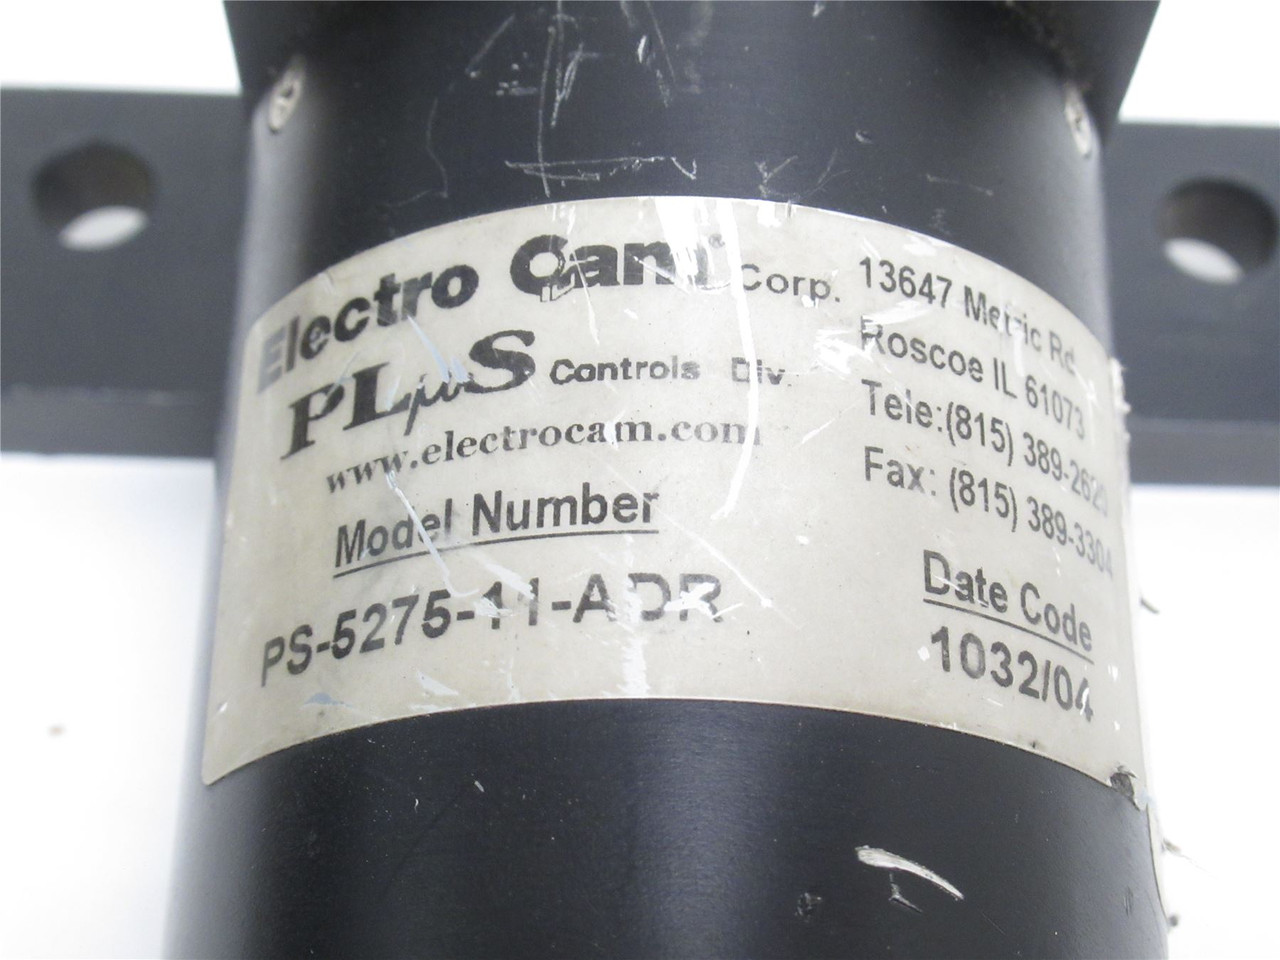 Electro Cam® Corp.
PLµS Controls Div.
www.electrocam.com
Model Number
PS-5275-11-ADR
13647 Metric Rd
Roscoe IL 61073
Tele:(815) 389-2620
Fax: (815) 389-3304
Date Code
1032/04